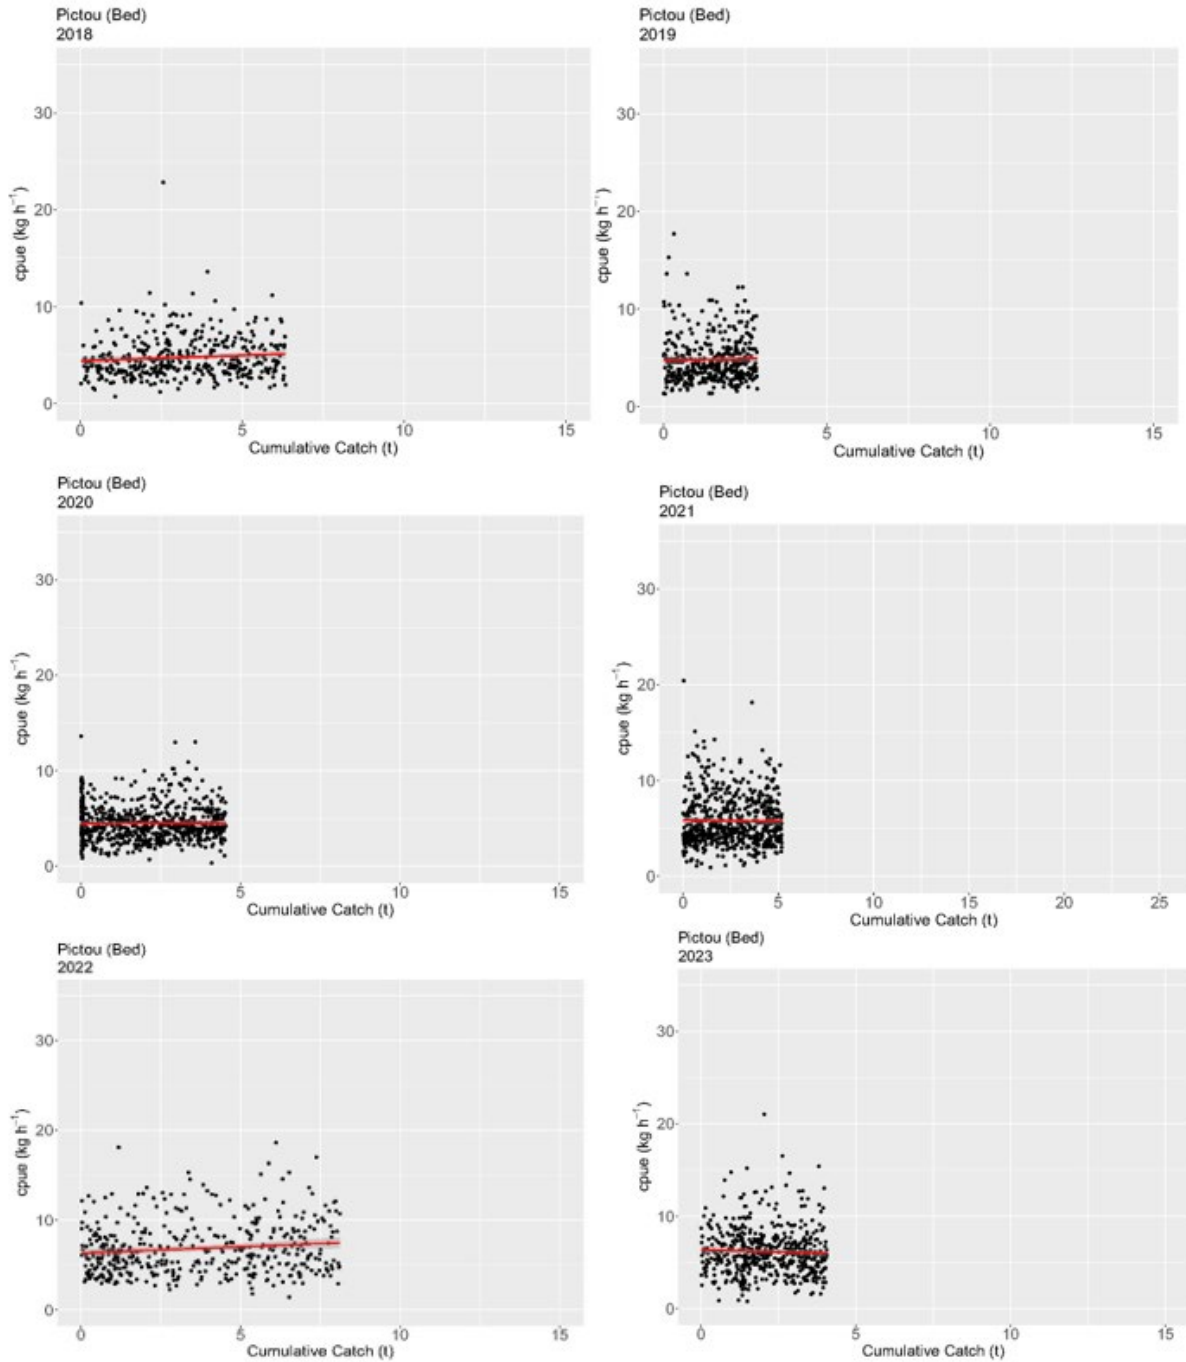 Pictou (Bed)
2018
30
20
10
0
cpue (kg h⁻¹)
0 5 10 15
Cumulative Catch (t)
Pictou (Bed)
2019
30
20
10
0
cpue (kg h⁻¹)
0 5 10 15
Cumulative Catch (t)
Pictou (Bed)
2020
30
20
10
0
cpue (kg h⁻¹)
0 5 10 15
Cumulative Catch (t)
Pictou (Bed)
2021
30
20
10
0
cpue (kg h⁻¹)
0 5 10 15 20 25
Cumulative Catch (t)
Pictou (Bed)
2022
30
20
10
0
cpue (kg h⁻¹)
0 5 10 15
Cumulative Catch (t)
Pictou (Bed)
2023
30
20
10
0
cpue (kg h⁻¹)
0 5 10 15
Cumulative Catch (t)